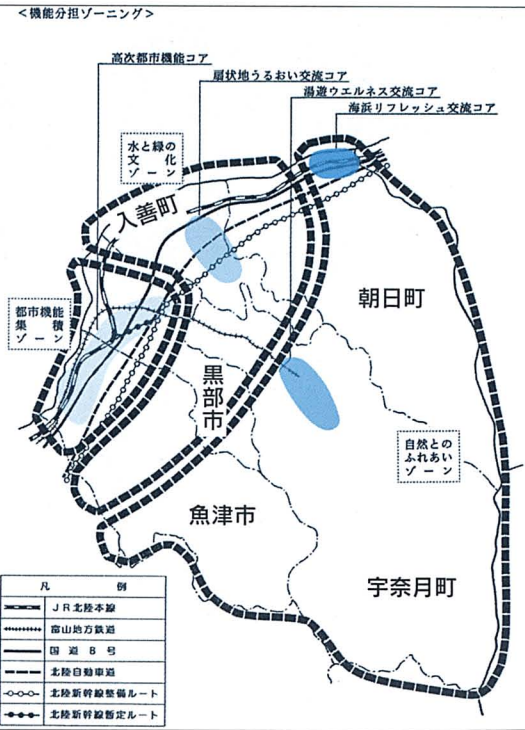 <機能分担ゾーニング>
高次都市機能コア
扇状地うるおい交流コア
湯遊ウエルネス交流コア
海浜リフレッシュ交流コア
水と緑の
文化
ゾーン
入善町
朝日町
都市機能
集積
ゾーン
黒部市
自然との
ふれあい
ゾーン
魚津市
宇奈月町
凡例
JR北陸本線
富山地方鉄道
国道8号
北陸自動車道
北陸新幹線整備ルート
北陸新幹線暫定ルート